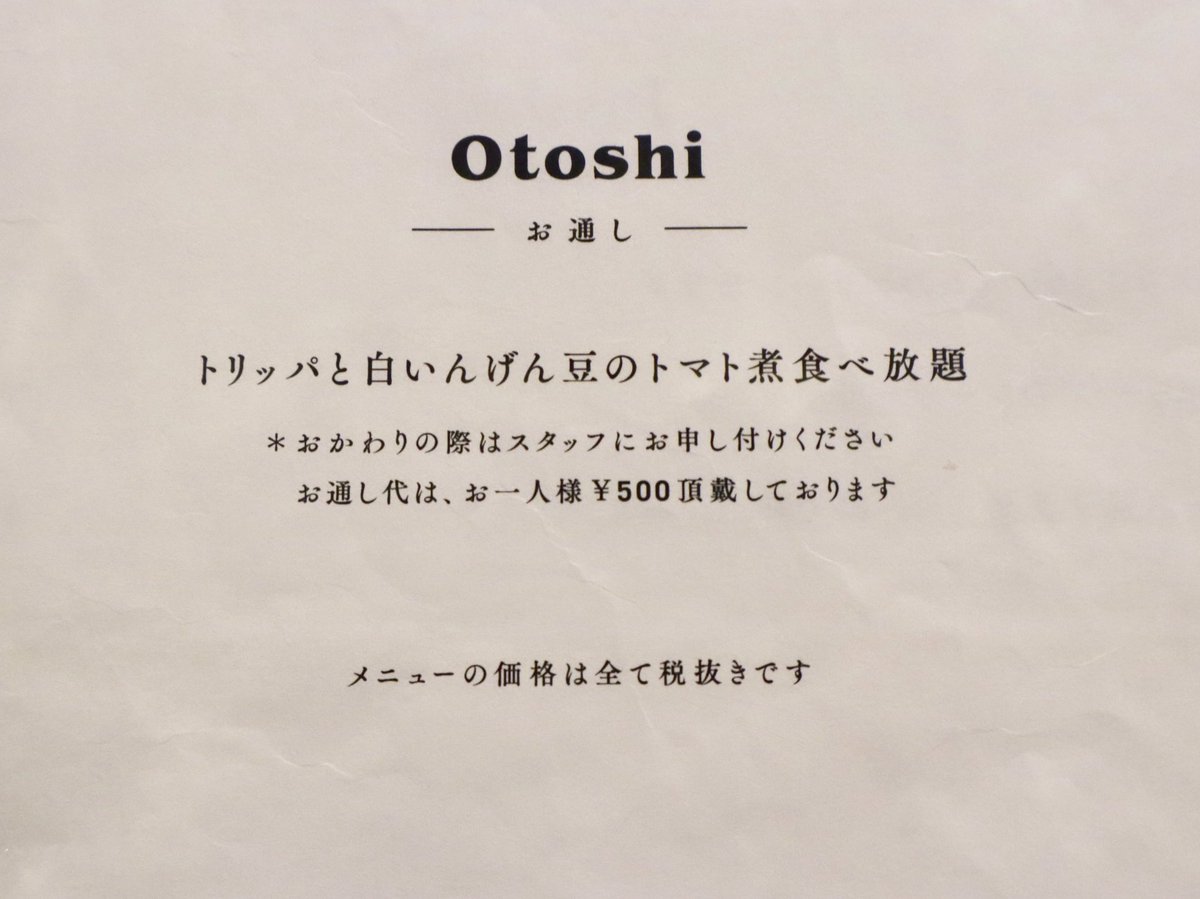 Otoshi
お通し
トリッパと白いんげん豆のトマト煮食べ放題
＊おかわりの際はスタッフにお申し付けください
お通し代は、お一人様￥500頂戴しております
メニューの価格は全て税抜きです